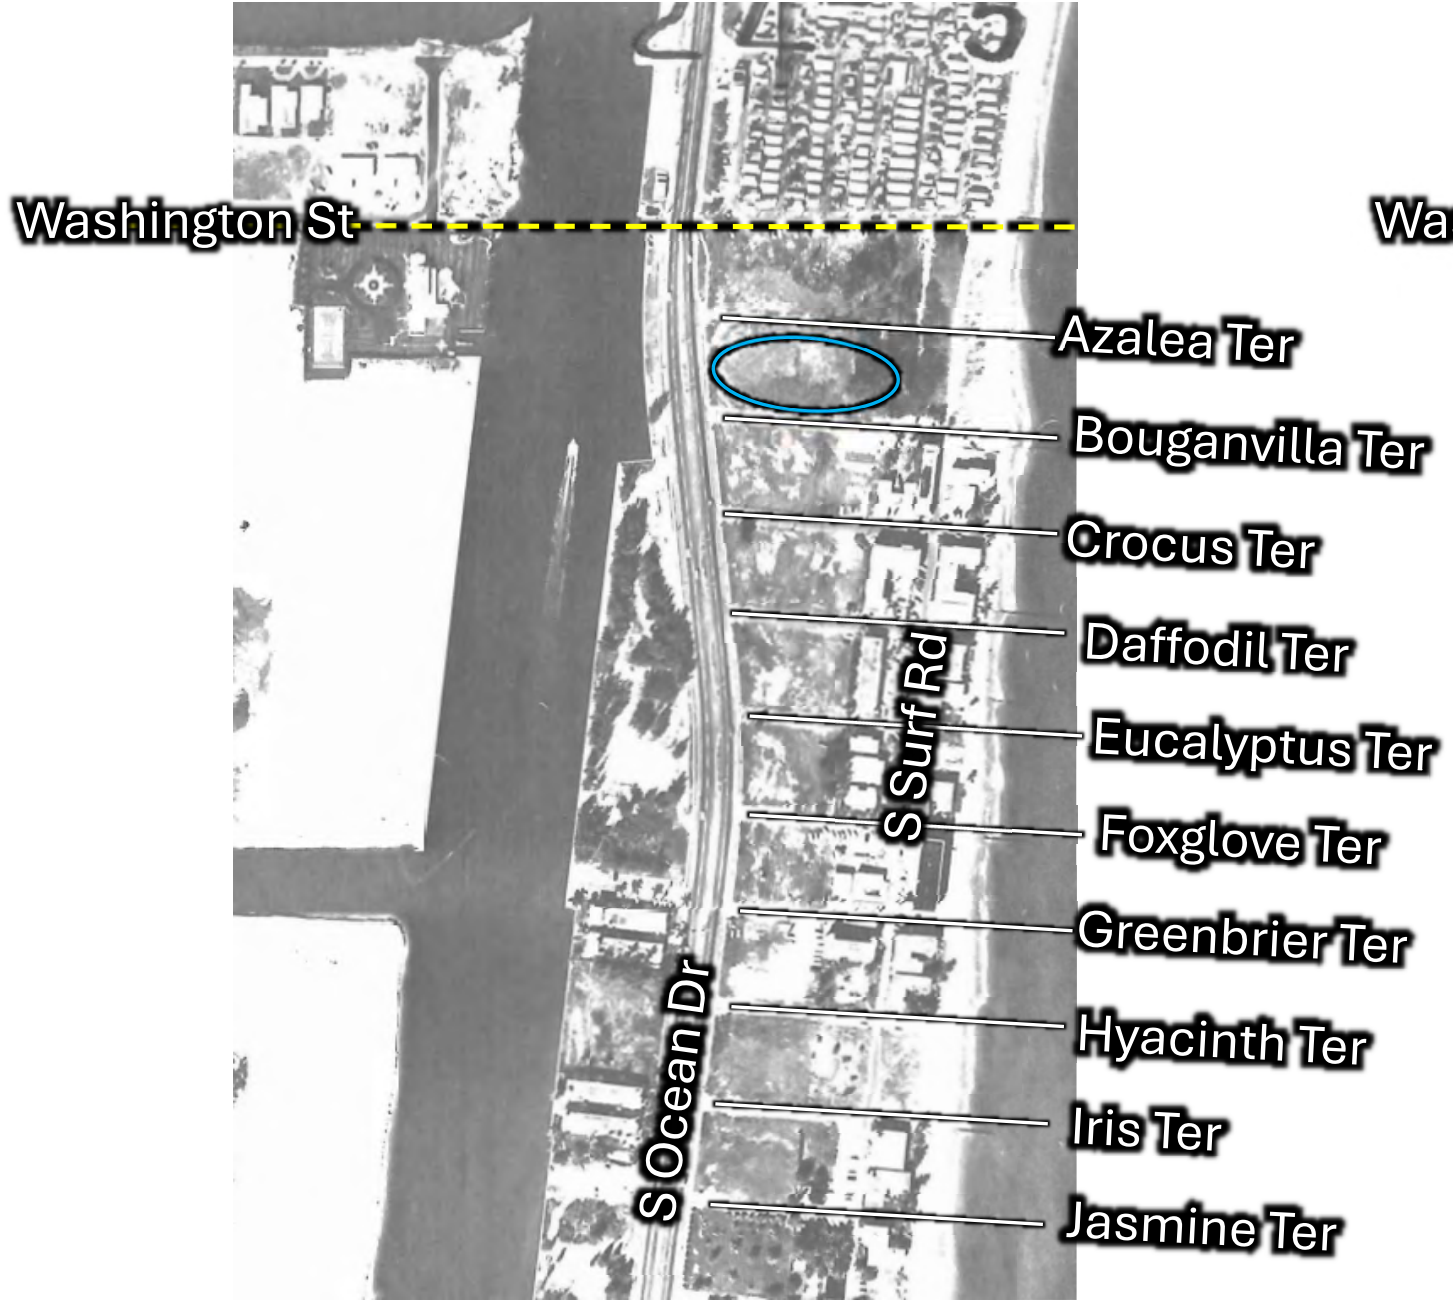 Washington St
Wa
Azalea Ter
Bouganvilla Ter
Crocus Ter
Daffodil Ter
S Surf Rd
Eucalyptus Ter
Foxglove Ter
Greenbrier Ter
S Ocean Dr
Hyacinth Ter
Iris Ter
Jasmine Ter